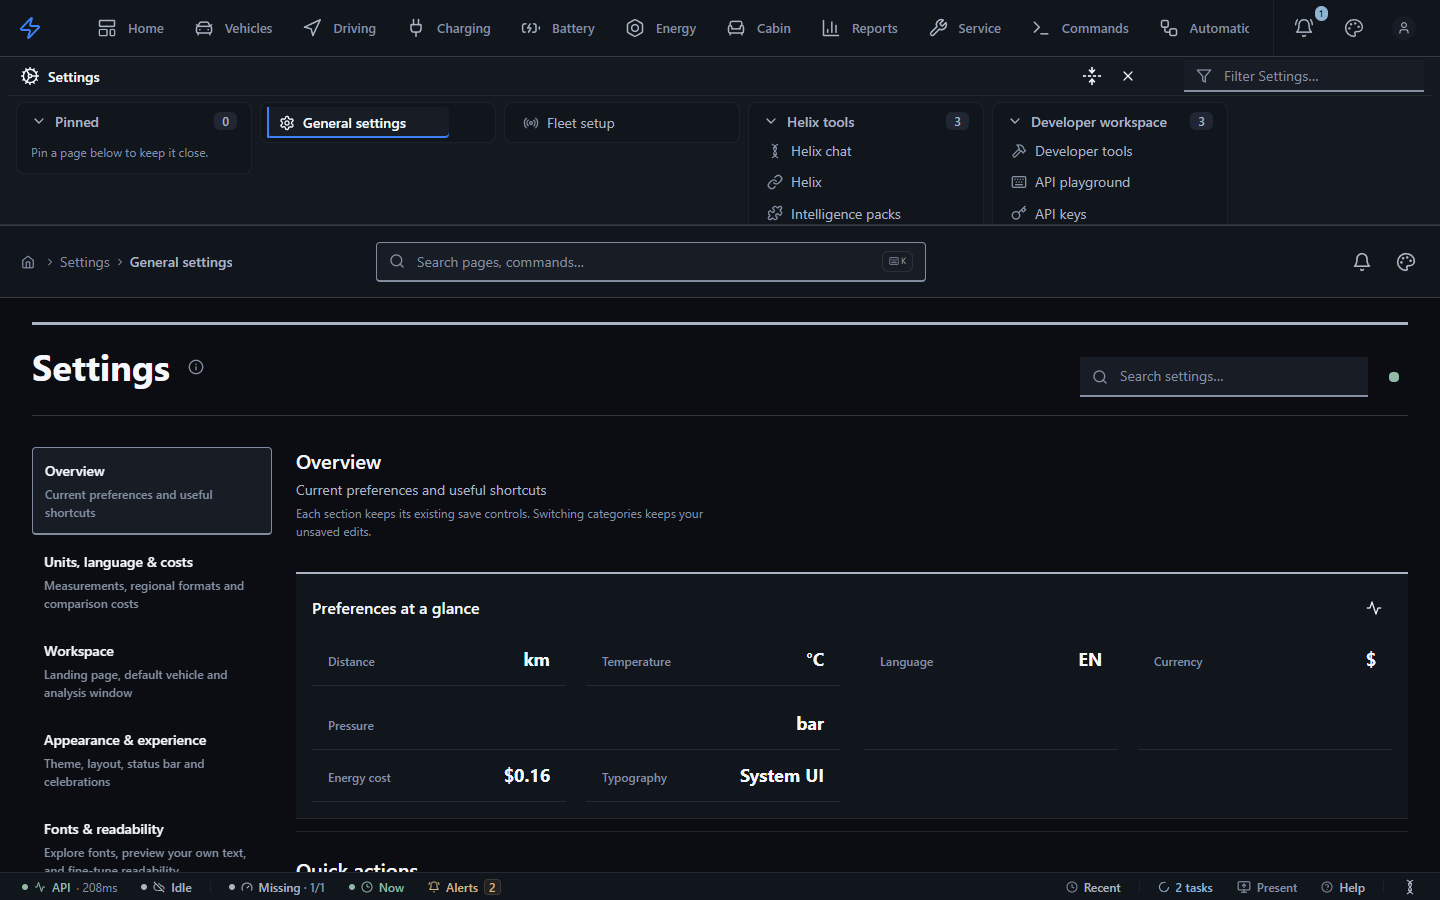 Home
Vehicles
Driving
Charging
Battery
Energy
Cabin
Reports
Service
Commands
Automatic
1
Settings
Filter Settings...
Pinned 0
Pin a page below to keep it close.
General settings
Fleet setup
Helix tools 3
Helix chat
Helix
Intelligence packs
Developer workspace 3
Developer tools
API playground
API keys
Settings
General settings
Search pages, commands...
K
Settings
Search settings...
Overview
Current preferences and useful
shortcuts
Units, language & costs
Measurements, regional formats and
comparison costs
Workspace
Landing page, default vehicle and
analysis window
Appearance & experience
Theme, layout, status bar and
celebrations
Fonts & readability
Explore fonts, preview your own text,
and fine-tune readability
Overview
Current preferences and useful shortcuts
Each section keeps its existing save controls. Switching categories keeps your
unsaved edits.
Preferences at a glance
Distance km
Temperature °C
Language EN
Currency $
Pressure bar
Energy cost $0.16
Typography System UI
Quick actions
API · 208ms
Idle
Missing · 1/1
Now
Alerts 2
Recent
2 tasks
Present
Help